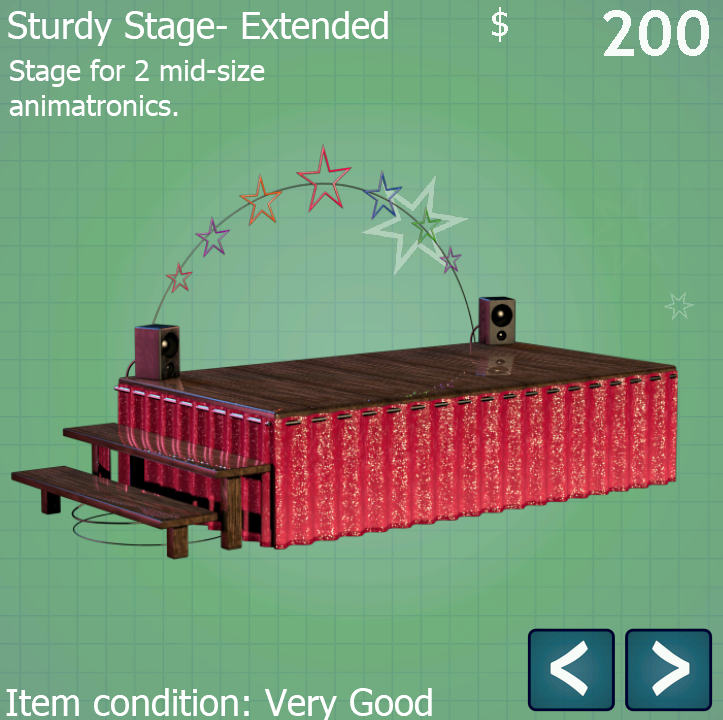 Sturdy Stage- Extended
$ 200
Stage for 2 mid-size
animatronics.
< >
Item condition: Very Good